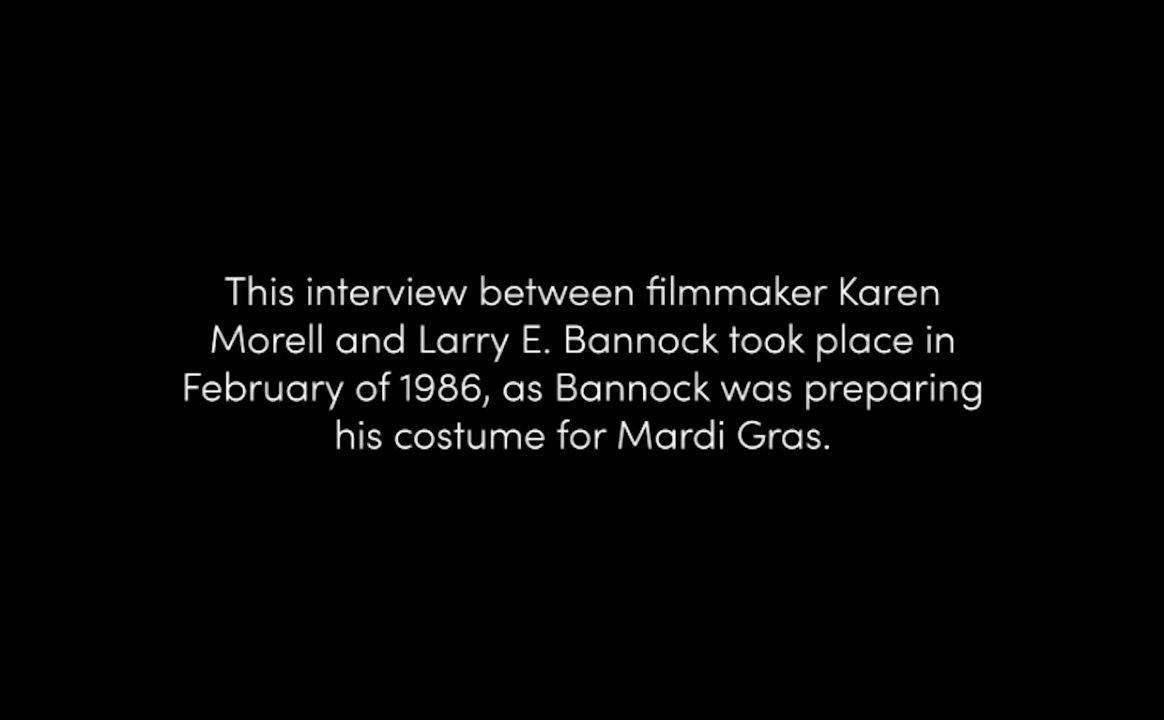 This interview between filmmaker Karen
Morell and Larry E. Bannock took place in
February of 1986, as Bannock was preparing
his costume for Mardi Gras.